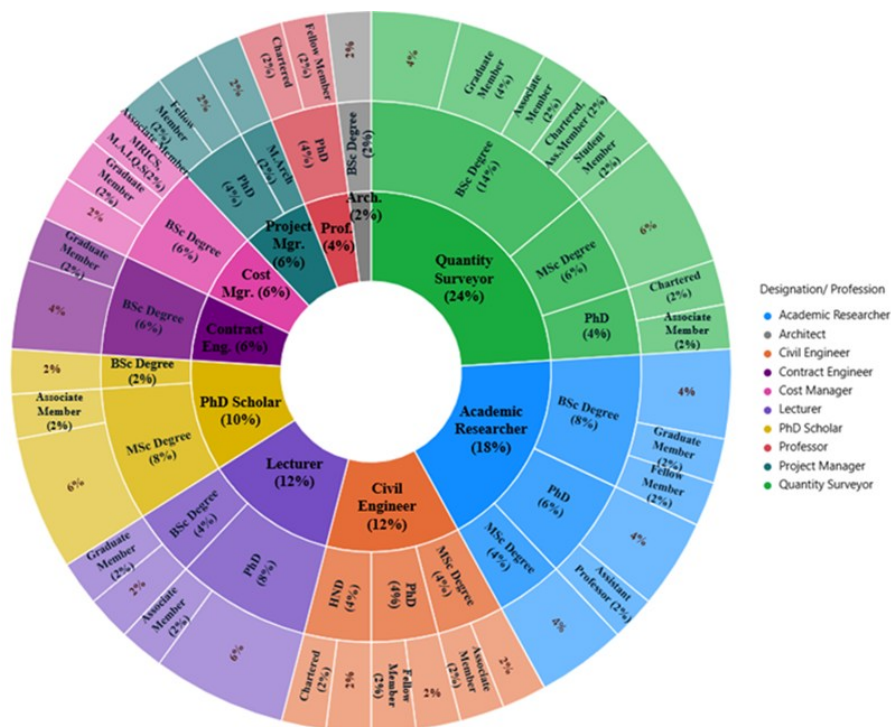 Quantity
Surveyor
(24%)
BSc Degree
(14%)
4%
Graduate
Member
(4%)
Associate
Member
(2%)
Chartered,
Ass.Member (2%)
Student
Member
(2%)
MSc Degree
(6%)
6%
PhD
(4%)
Chartered
(2%)
Associate
Member
(2%)
Academic
Researcher
(18%)
BSc Degree
(8%)
4%
Graduate
Member
(2%)
Fellow
Member
(2%)
PhD
(6%)
4%
Assistant
Professor (2%)
MSc Degree
(4%)
4%
Civil
Engineer
(12%)
MSc Degree
(4%)
2%
Associate
Member
(2%)
PhD
(4%)
2%
Fellow
Member
(2%)
HND
(4%)
2%
Chartered
(2%)
Lecturer
(12%)
PhD
(8%)
6%
Associate
Member
(2%)
BSc Degree
(4%)
2%
Graduate
Member
(2%)
PhD Scholar
(10%)
MSc Degree
(8%)
6%
Associate
Member
(2%)
BSc Degree
(2%)
2%
Contract
Eng. (6%)
BSc Degree
(6%)
4%
Graduate
Member
(2%)
Cost
Mgr. (6%)
BSc Degree
(6%)
2%
Graduate
Member
(2%)
MRICS,
M.A.I.Q-S(2%)
Project
Mgr.
(6%)
PhD
(4%)
Associate Member
(2%)
Fellow
Member
2%
M.Arch
(2%)
2%
Prof.
(4%)
PhD
(4%)
Chartered
(2%)
Fellow Member
(2%)
Arch.
(2%)
BSc Degree
(2%)
2%
Designation/ Profession
Academic Researcher
Architect
Civil Engineer
Contract Engineer
Cost Manager
Lecturer
PhD Scholar
Professor
Project Manager
Quantity Surveyor